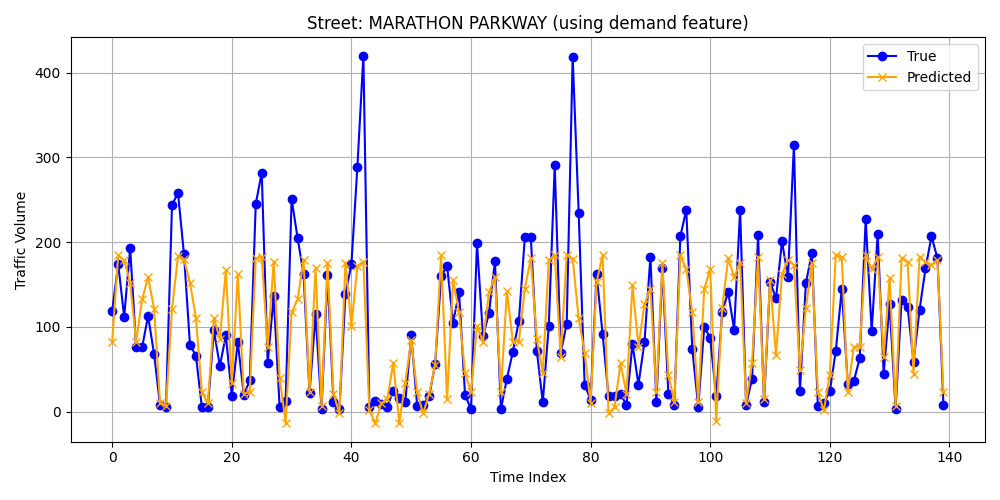 Street: MARATHON PARKWAY (using demand feature)
True
Predicted
Traffic Volume
400
300
200
100
0
0 20 40 60 80 100 120 140
Time Index